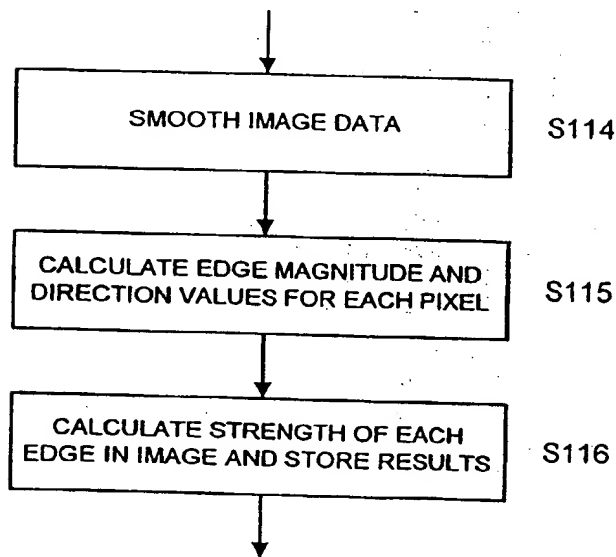 SMOOTH IMAGE DATA
S114
CALCULATE EDGE MAGNITUDE AND
DIRECTION VALUES FOR EACH PIXEL
S115
CALCULATE STRENGTH OF EACH
EDGE IN IMAGE AND STORE RESULTS
S116